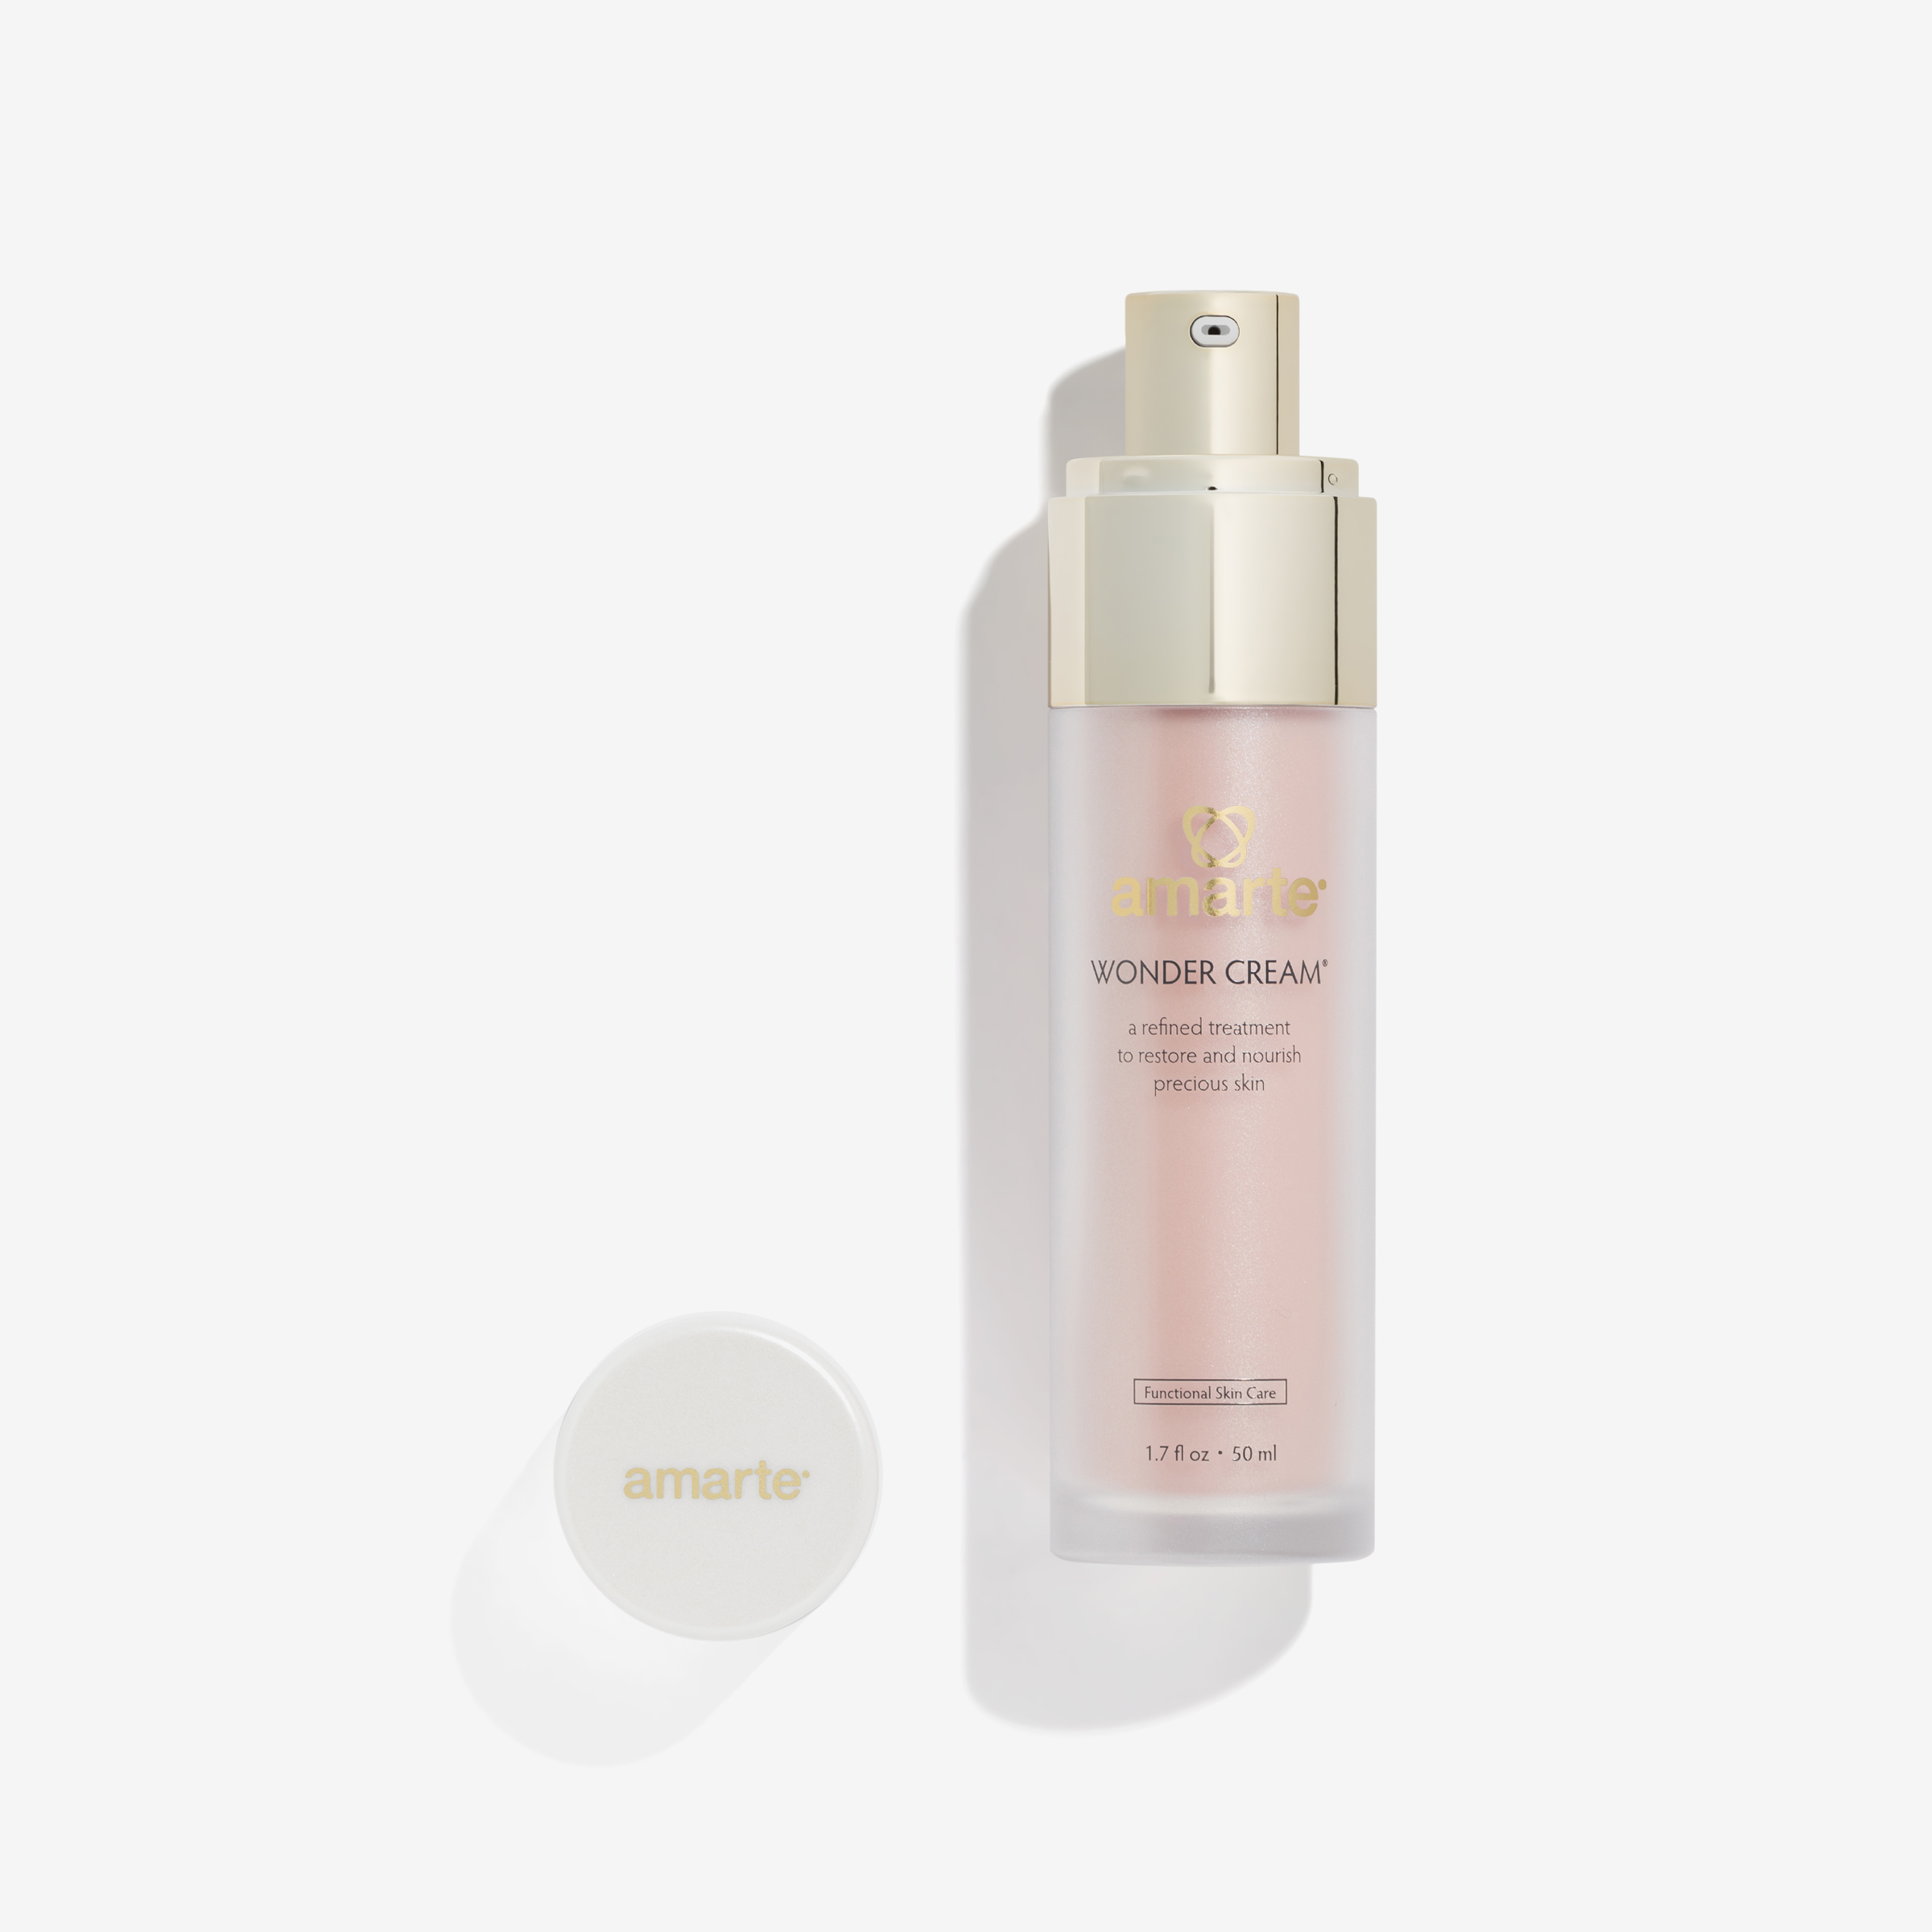 amarte
WONDER CREAM®
a refined treatment
to restore and nourish
precious skin
Functional Skin Care
1.7 fl oz • 50 ml
amarte